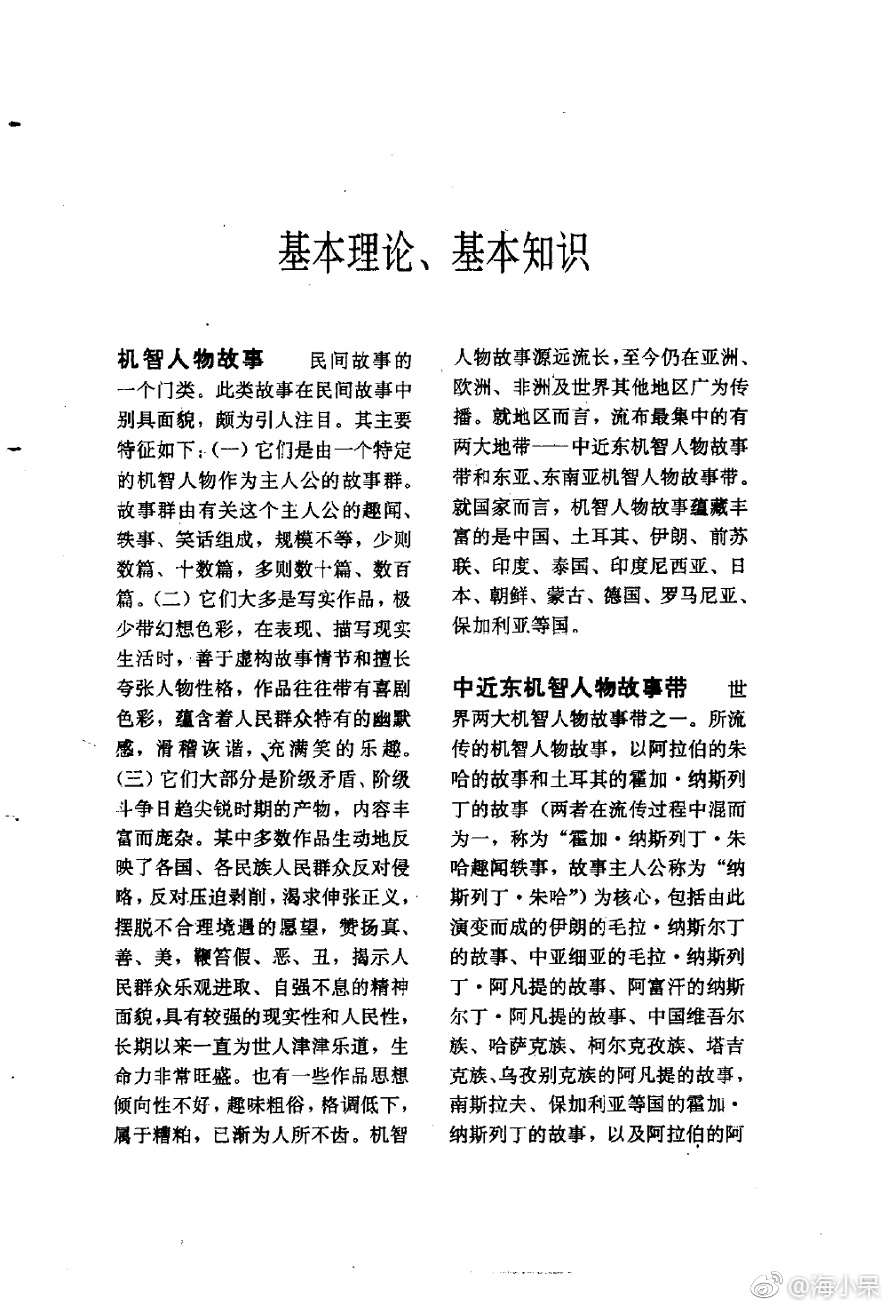 基本理论、基本知识
机智人物故事 民间故事的
一个门类。此类故事在民间故事中
别具面貌，颇为引人注目。其主要
特征如下：(一)它们是由一个特定
的机智人物作为主人公的故事群。
故事群由有关这个主人公的趣闻、
轶事、笑话组成，规模不等，少则
数篇、十数篇，多则数十篇、数百
篇。(二)它们大多是写实作品，极
少带幻想色彩，在表现、描写现实
生活时，善于虚构故事情节和擅长
夸张人物性格，作品往往带有喜剧
色彩，蕴含着人民群众特有的幽默
感，滑稽诙谐，充满笑的乐趣。
(三)它们大部分是阶级矛盾、阶级
斗争日趋尖锐时期的产物，内容丰
富而庞杂。某中多数作品生动地反
映了各国、各民族人民群众反对侵
略，反对压迫剥削，渴求伸张正义，
摆脱不合理境遇的愿望，赞扬真、
善、美，鞭笞假、恶、丑，揭示人
民群众乐观进取、自强不息的精神
面貌，具有较强的现实性和人民性，
长期以来一直为世人津津乐道，生
命力非常旺盛。也有一些作品思想
倾向性不好，趣味粗俗，格调低下，
属于糟粕，已渐为人所不齿。机智
人物故事源远流长，至今仍在亚洲、
欧洲、非洲及世界其他地区广为传
播。就地区而言，流布最集中的有
两大地带——中近东机智人物故事
带和东亚、东南亚机智人物故事带。
就国家而言，机智人物故事蕴藏丰
富的是中国、土耳其、伊朗、前苏
联、印度、泰国、印度尼西亚、日
本、朝鲜、蒙古、德国、罗马尼亚、
保加利亚等国。
中近东机智人物故事带 世
界两大机智人物故事带之一。所流
传的机智人物故事，以阿拉伯的朱
哈的故事和土耳其的霍加·纳斯列
丁的故事（两者在流传过程中混而
为一，称为“霍加·纳斯列丁·朱
哈趣闻轶事，故事主人公称为“纳
斯列丁·朱哈”）为核心，包括由此
演变而成的伊朗的毛拉·纳斯尔丁
的故事、中亚细亚的毛拉·纳斯列
丁·阿凡提的故事、阿富汗的纳斯
尔丁·阿凡提的故事、中国维吾尔
族、哈萨克族、柯尔克孜族、塔吉
克族、乌孜别克族的阿凡提的故事，
南斯拉夫、保加利亚等国的霍加·
纳斯列丁的故事，以及阿拉伯的阿
@海小呆